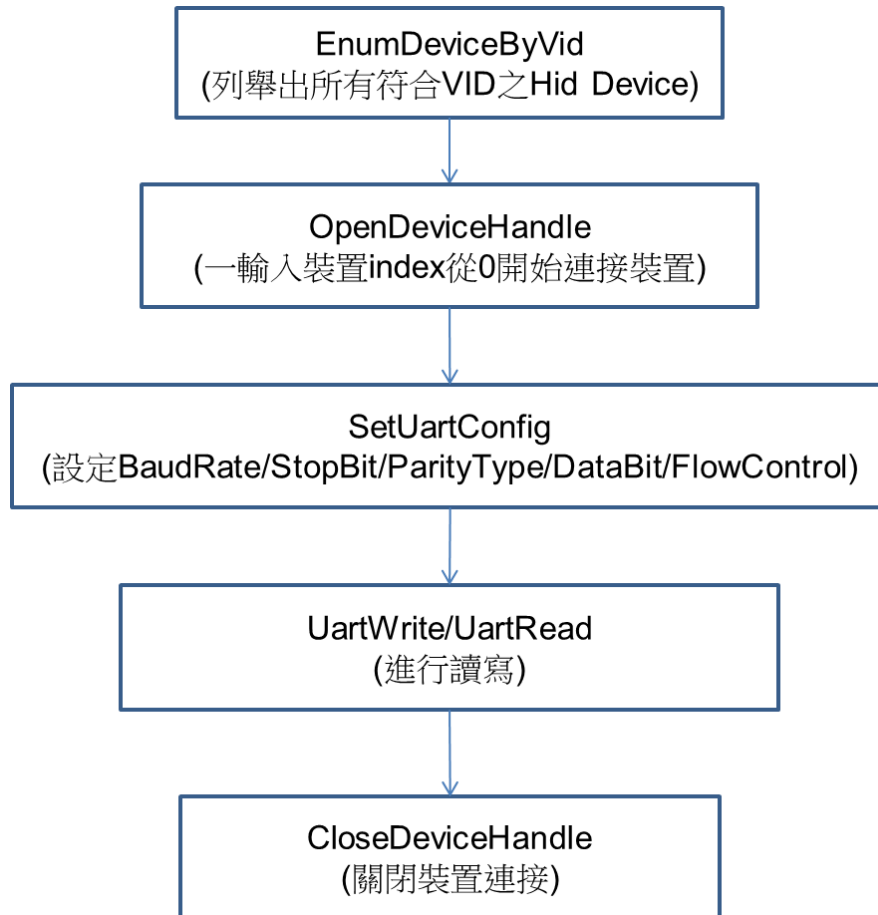 EnumDeviceByVid
(列舉出所有符合VID之Hid Device)
OpenDeviceHandle
(一輸入裝置index從0開始連接裝置)
SetUartConfig
(設定BaudRate/StopBit/ParityType/DataBit/FlowControl)
UartWrite/UartRead
(進行讀寫)
CloseDeviceHandle
(關閉裝置連接)